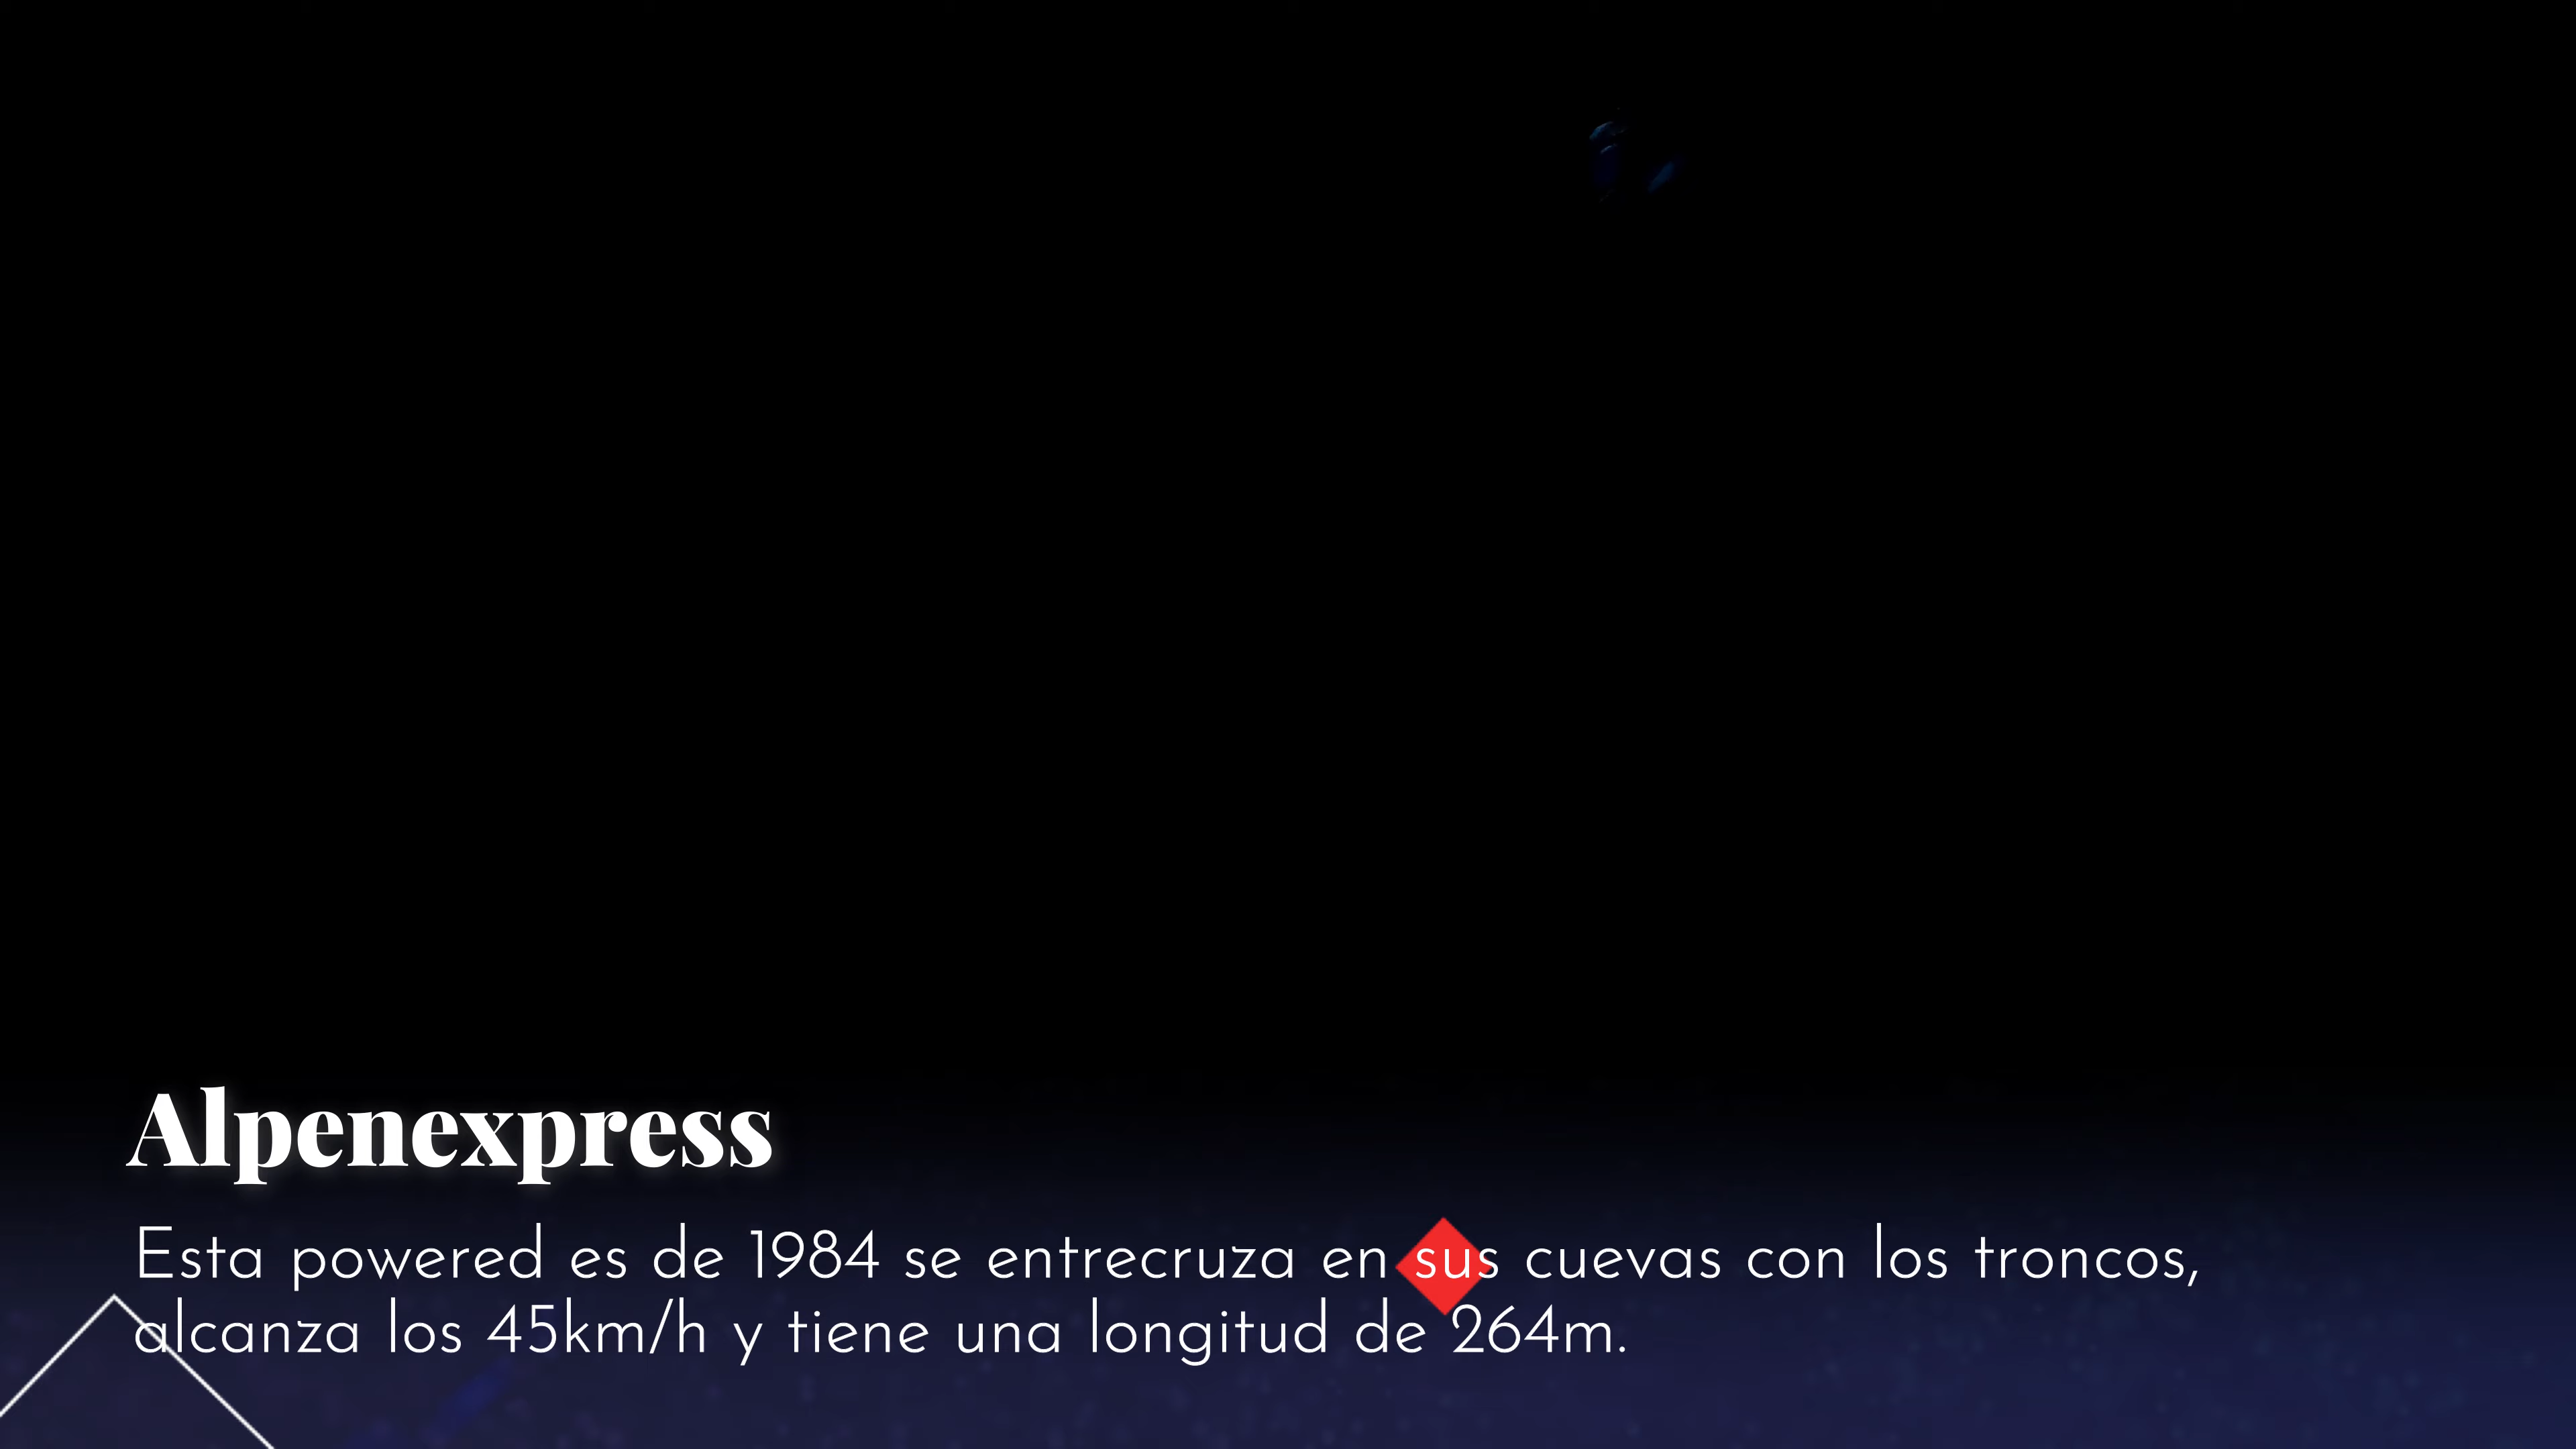 Alpenexpress
Esta powered es de 1984 se entrecruza en sus cuevas con los troncos,
alcanza los 45km/h y tiene una longitud de 264m.